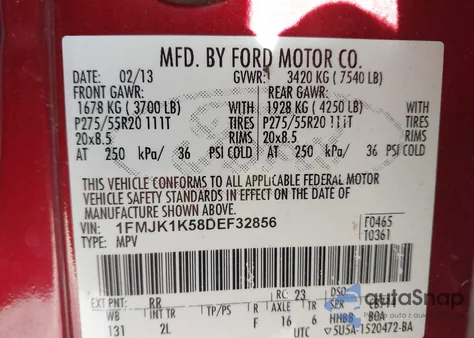 MFD. BY FORD MOTOR CO.
DATE: 02/13 GVWR: 3420 KG ( 7540 LB)
FRONT GAWR: REAR GAWR:
1678 KG ( 3700 LB) WITH 1928 KG ( 4250 LB) WITH
P275/55R20 111T TIRES P275/55R20 111T TIRES
20x8.5 RIMS 20x8.5 RIMS
AT 250 kPa/ 36 PSI COLD AT 250 kPa/ 36 PSI COLD
THIS VEHICLE CONFORMS TO ALL APPLICABLE FEDERAL MOTOR
VEHICLE SAFETY STANDARDS IN EFFECT ON THE DATE OF
MANUFACTURE SHOWN ABOVE.
VIN: 1FMJK1K58DEF32856 F0465
TYPE: MPV T0361
EXT PNT: RR RC: 23 DSO:
WB INT TR TP/PS R AXLE TR
131 2L F 16 6
UTC 5U5A-1520472-BA
autoSnap